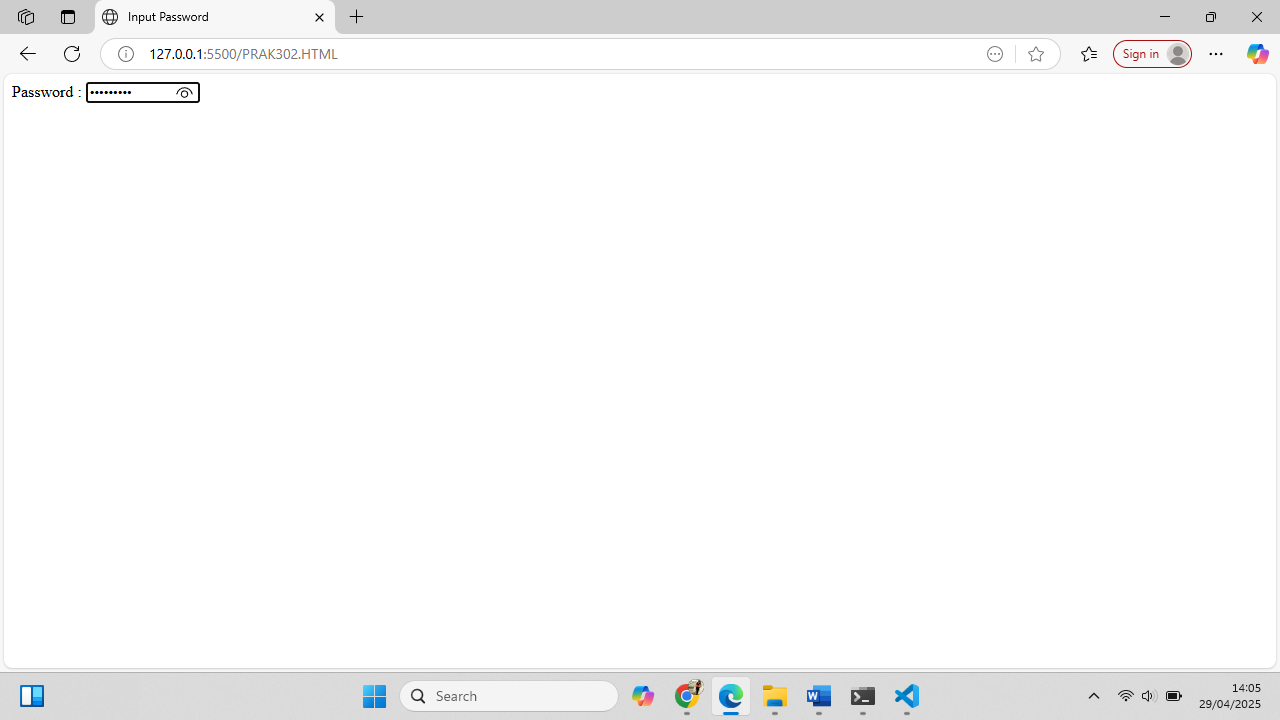 Input Password
127.0.0.1:5500/PRAK302.HTML
Sign in
Password : •••••••••
Search
14:05
29/04/2025